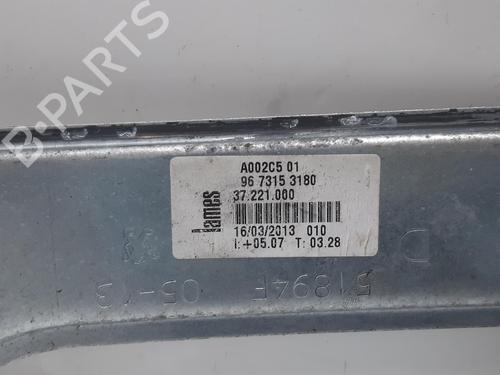 A002C5 01
96 7315 3180
37.221.000
lames
16/03/2013 010
I:+05.07 T: 03.28
D
51894F
05-13
B-PARTS